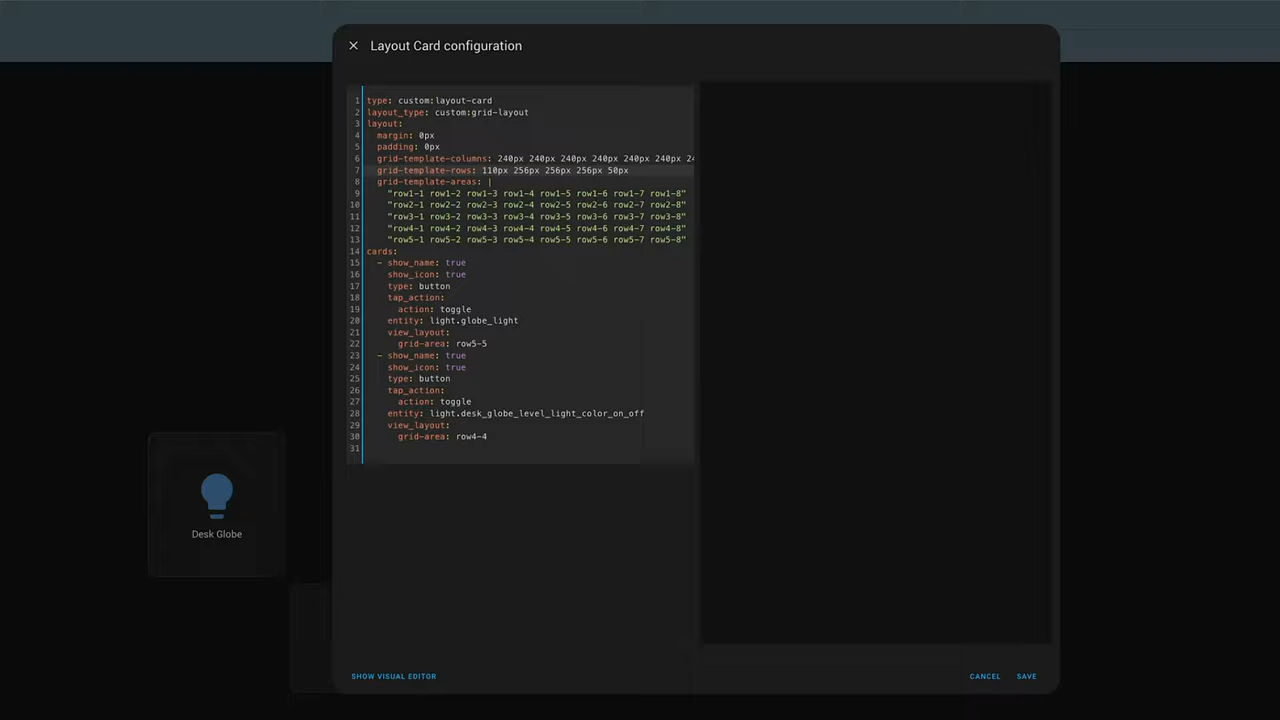 Layout Card configuration
1 type: custom:layout-card
2 layout_type: custom:grid-layout
3 layout:
4 margin: 0px
5 padding: 0px
6 grid-template-columns: 240px 240px 240px 240px 240px 240px 24
7 grid-template-rows: 110px 256px 256px 256px 50px
8 grid-template-areas: |
9 "row1-1 row1-2 row1-3 row1-4 row1-5 row1-6 row1-7 row1-8"
10 "row2-1 row2-2 row2-3 row2-4 row2-5 row2-6 row2-7 row2-8"
11 "row3-1 row3-2 row3-3 row3-4 row3-5 row3-6 row3-7 row3-8"
12 "row4-1 row4-2 row4-3 row4-4 row4-5 row4-6 row4-7 row4-8"
13 "row5-1 row5-2 row5-3 row5-4 row5-5 row5-6 row5-7 row5-8"
14 cards:
15 - show_name: true
16 show_icon: true
17 type: button
18 tap_action:
19 action: toggle
20 entity: light.globe_light
21 view_layout:
22 grid-area: row5-5
23 - show_name: true
24 show_icon: true
25 type: button
26 tap_action:
27 action: toggle
28 entity: light.desk_globe_level_light_color_on_off
29 view_layout:
30 grid-area: row4-4
31
Desk Globe
SHOW VISUAL EDITOR
CANCEL
SAVE